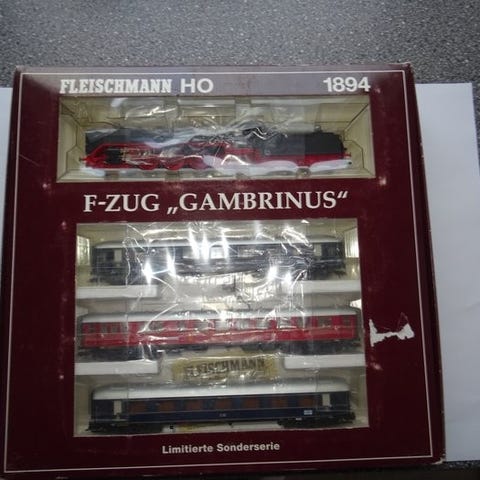 FLEISCHMANN HO 1894
F-ZUG „GAMBRINUS“
FLEISCHMANN
Limitierte Sonderserie